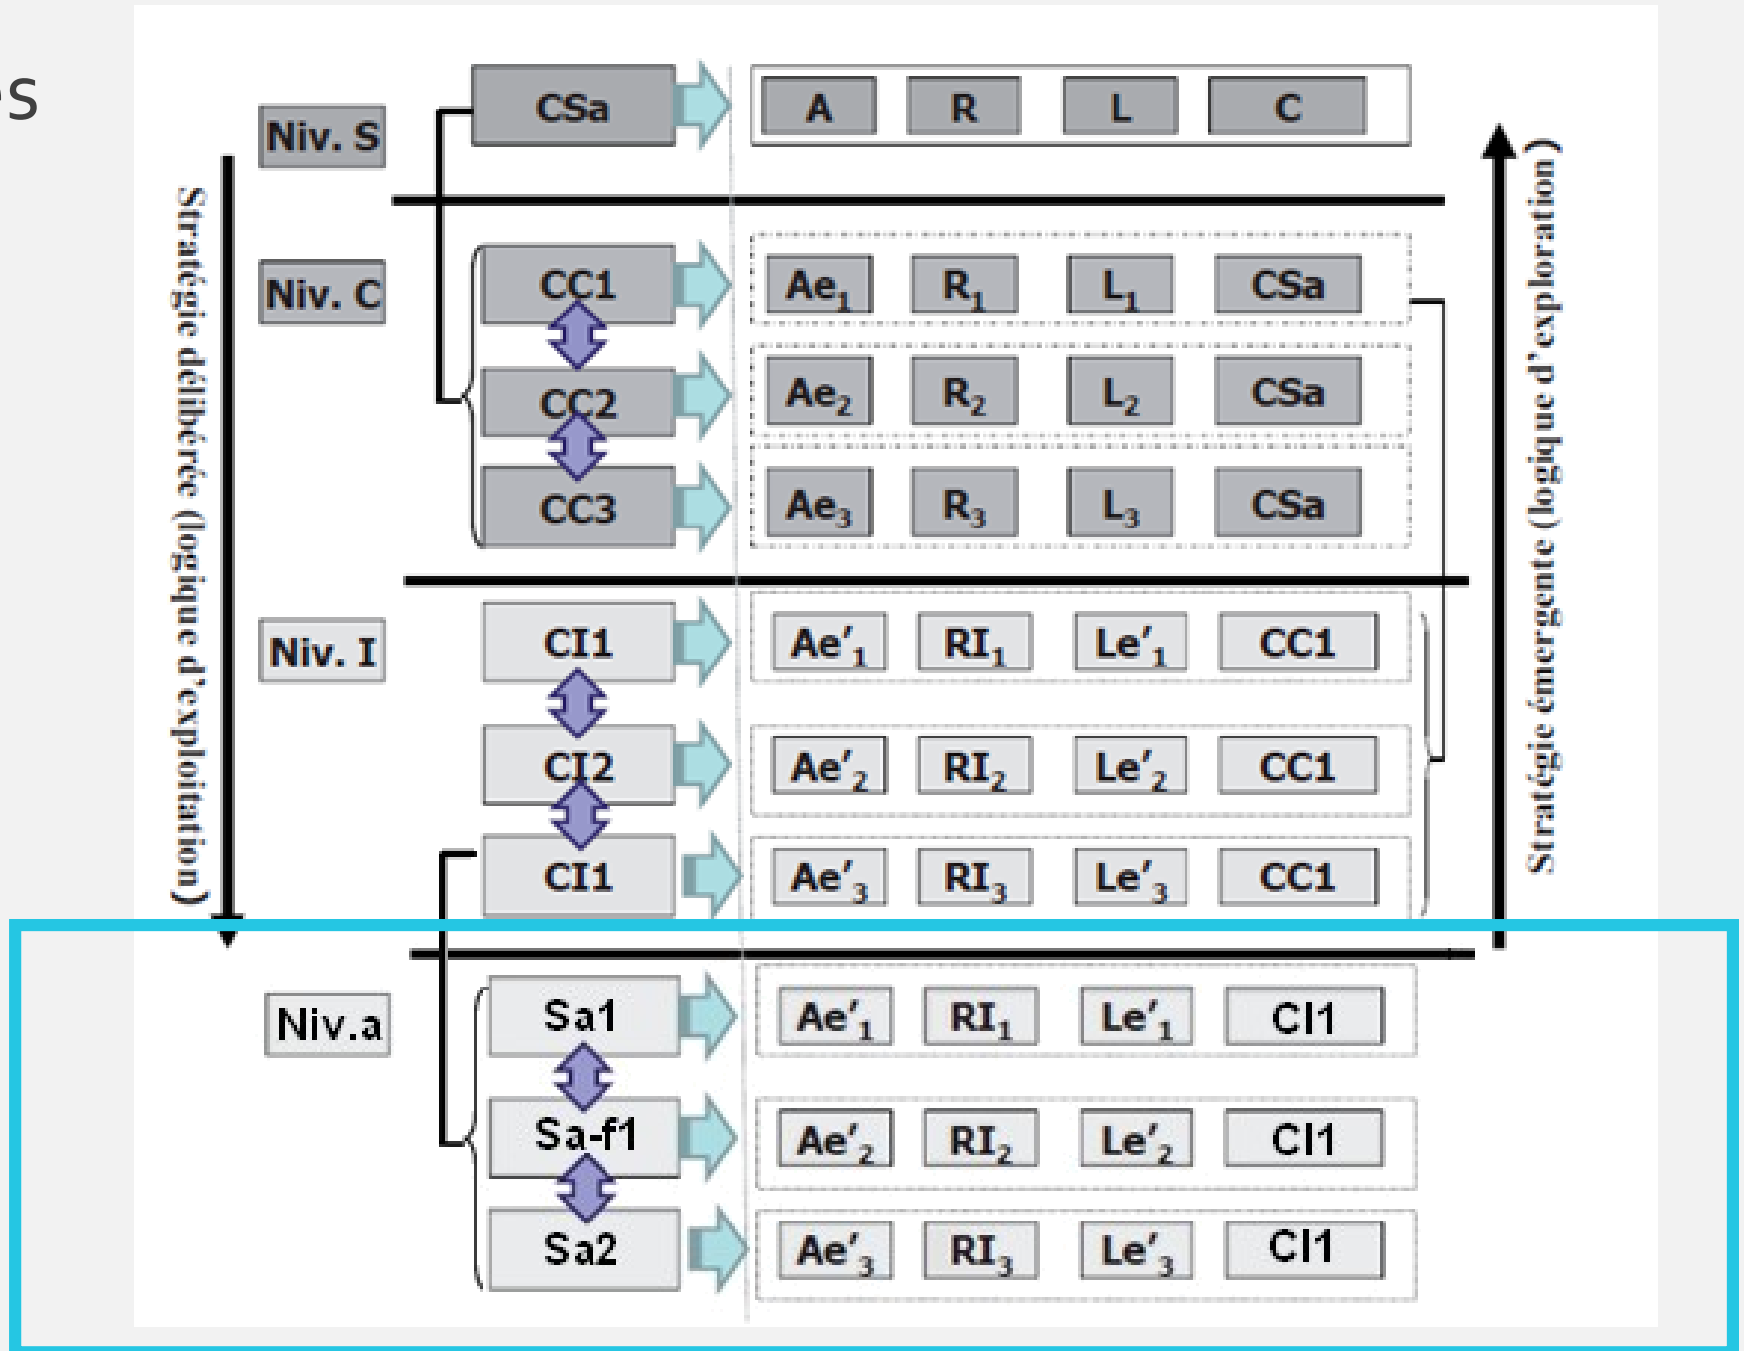 es
Stratégie délibérée (logique d'exploitation)
Niv. S
CSa
A R L C
Niv. C
CC1
Ae₁ R₁ L₁ CSa
CC2
Ae₂ R₂ L₂ CSa
CC3
Ae₃ R₃ L₃ CSa
Niv. I
CI1
Ae′₁ RI₁ Le′₁ CC1
CI2
Ae′₂ RI₂ Le′₂ CC1
CI1
Ae′₃ RI₃ Le′₃ CC1
Niv.a
Sa1
Ae′₁ RI₁ Le′₁ CI1
Sa-f1
Ae′₂ RI₂ Le′₂ CI1
Sa2
Ae′₃ RI₃ Le′₃ CI1
Stratégie émergente (logique d'exploration)